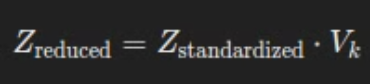 Z_reduced = Z_standardized · V_k